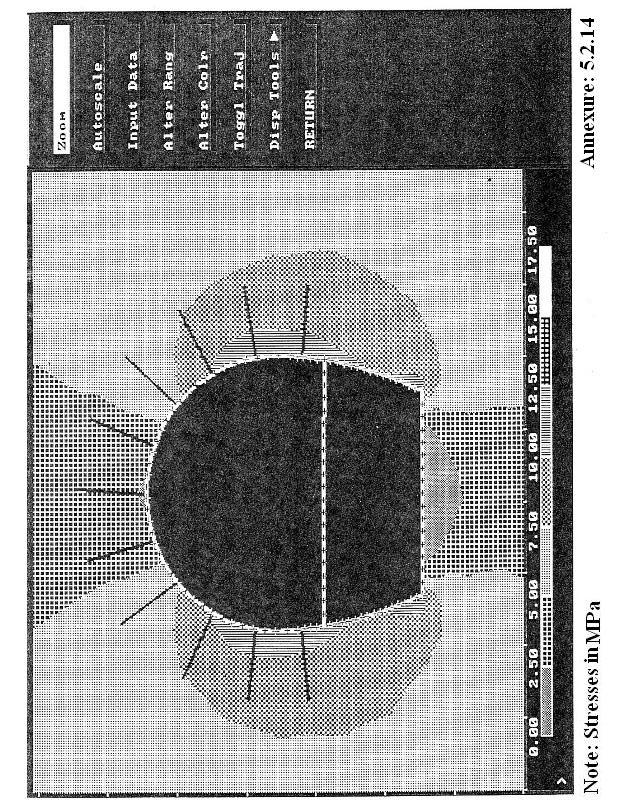 Zoom
Autoscale
Input Data
Alter Rang
Alter Colr
Toggl Traj
Disp Tools ▶
RETURN
0.00 2.50 5.00 7.50 10.00 12.50 15.00 17.50
>
Note: Stresses in MPa
Annexure: 5.2.14